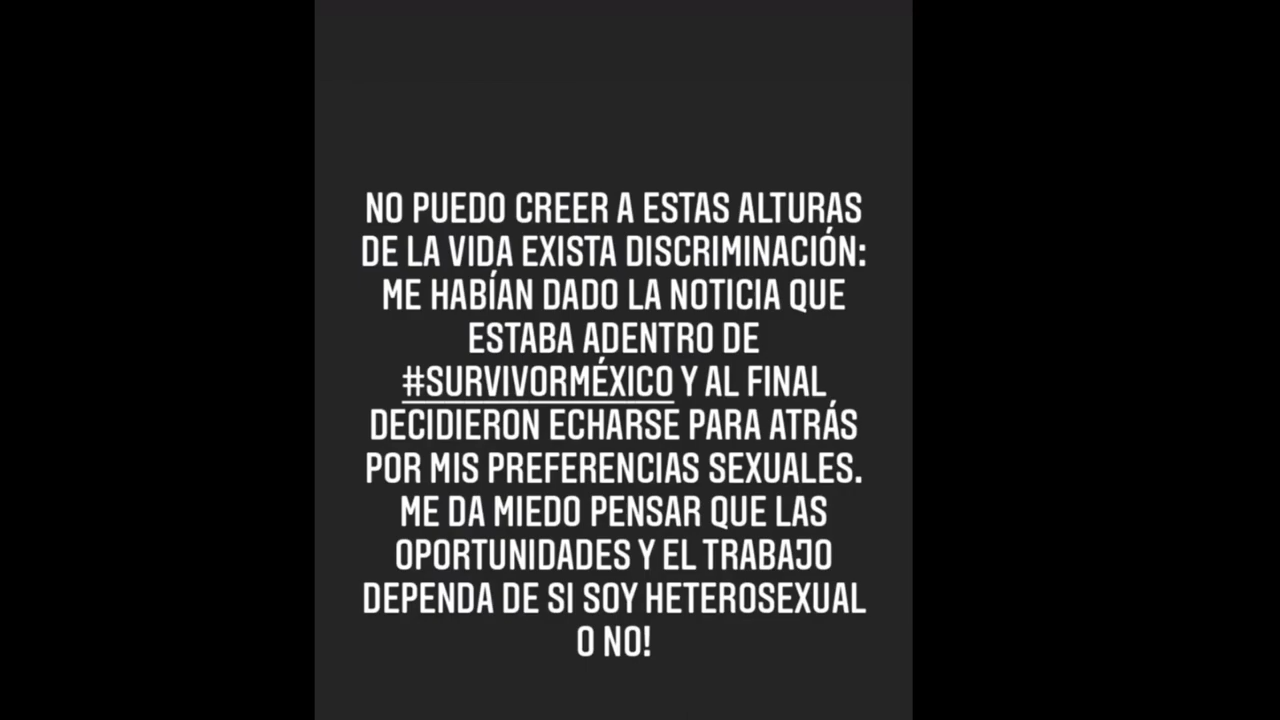 NO PUEDO CREER A ESTAS ALTURAS
DE LA VIDA EXISTA DISCRIMINACIÓN:
ME HABÍAN DADO LA NOTICIA QUE
ESTABA ADENTRO DE
#SURVIVORMÉXICO Y AL FINAL
DECIDIERON ECHARSE PARA ATRÁS
POR MIS PREFERENCIAS SEXUALES.
ME DA MIEDO PENSAR QUE LAS
OPORTUNIDADES Y EL TRABAJO
DEPENDA DE SI SOY HETEROSEXUAL
O NO!